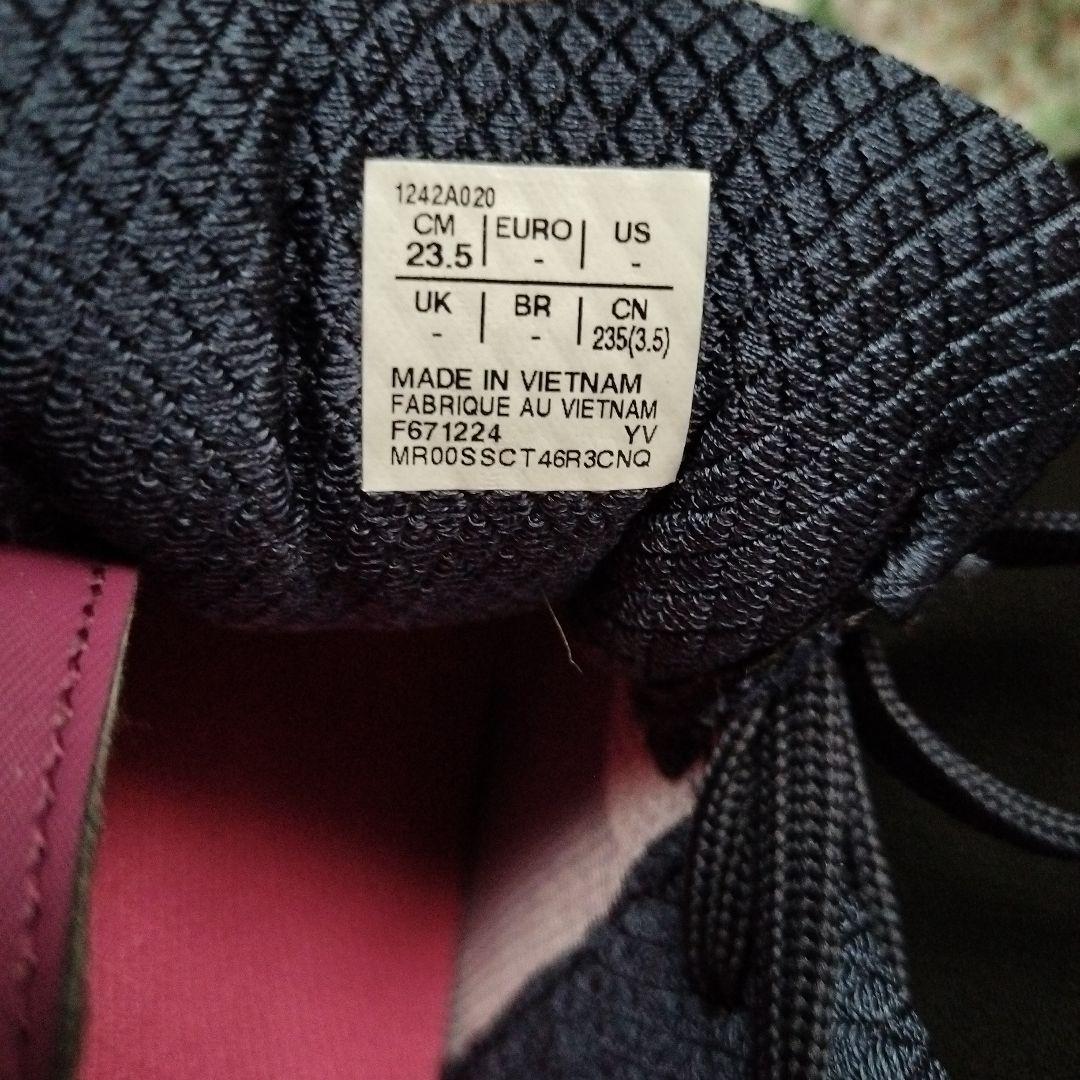 1242A020
CM | EURO | US
23.5 | - | -
UK | BR | CN
- | - | 235(3.5)
MADE IN VIETNAM
FABRIQUE AU VIETNAM
F671224 YV
MR00SSCT46R3CNQ